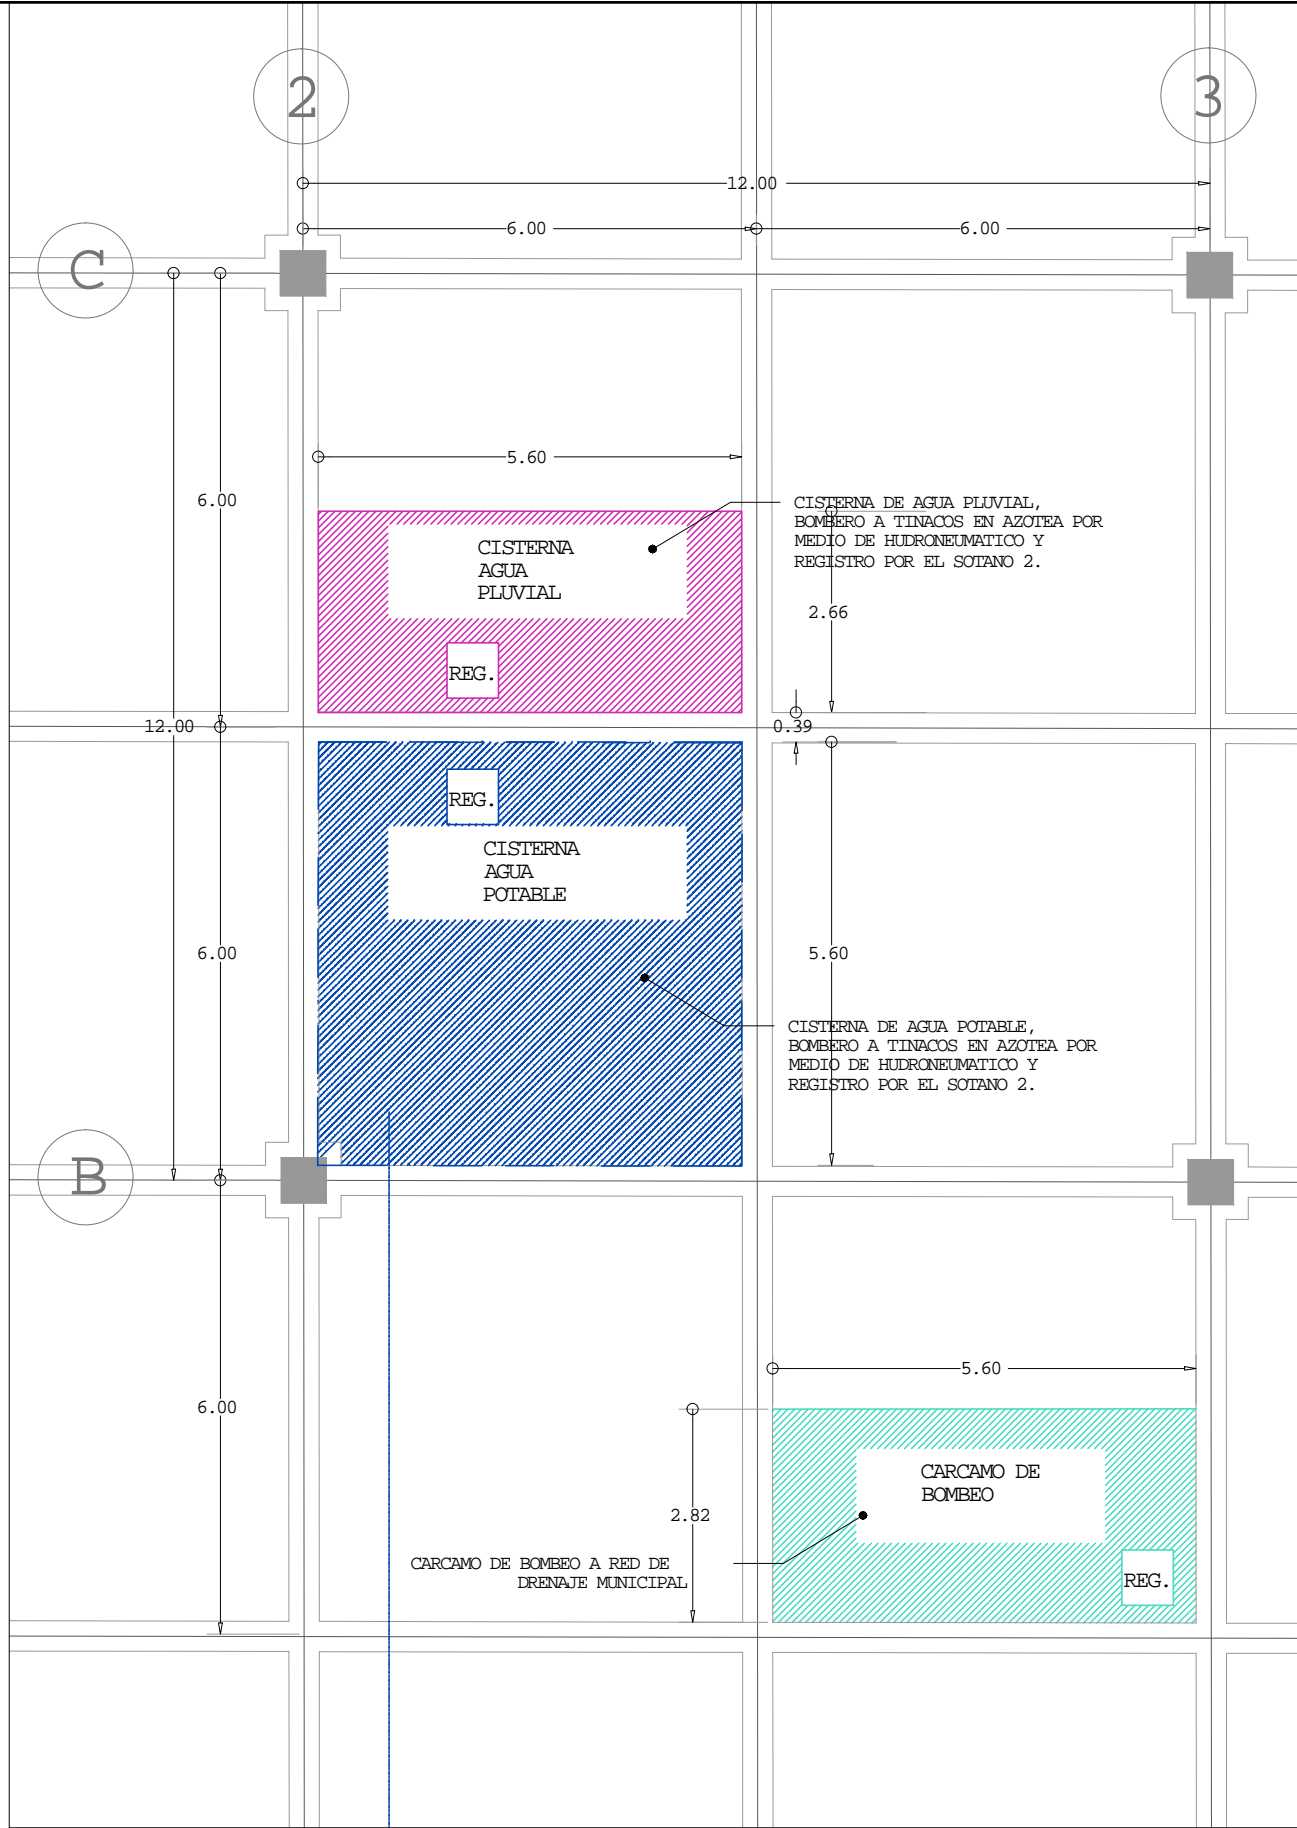 2
3
12.00
6.00
6.00
C
5.60
6.00
CISTERNA DE AGUA PLUVIAL,
BOMBERO A TINACOS EN AZOTEA POR
MEDIO DE HUDRONEUMATICO Y
REGISTRO POR EL SOTANO 2.
CISTERNA
AGUA
PLUVIAL
2.66
REG.
12.00
0.39
REG.
CISTERNA
AGUA
POTABLE
6.00
5.60
CISTERNA DE AGUA POTABLE,
BOMBERO A TINACOS EN AZOTEA POR
MEDIO DE HUDRONEUMATICO Y
REGISTRO POR EL SOTANO 2.
B
5.60
6.00
CARCAMO DE
BOMBEO
2.82
CARCAMO DE BOMBEO A RED DE
DRENAJE MUNICIPAL
REG.